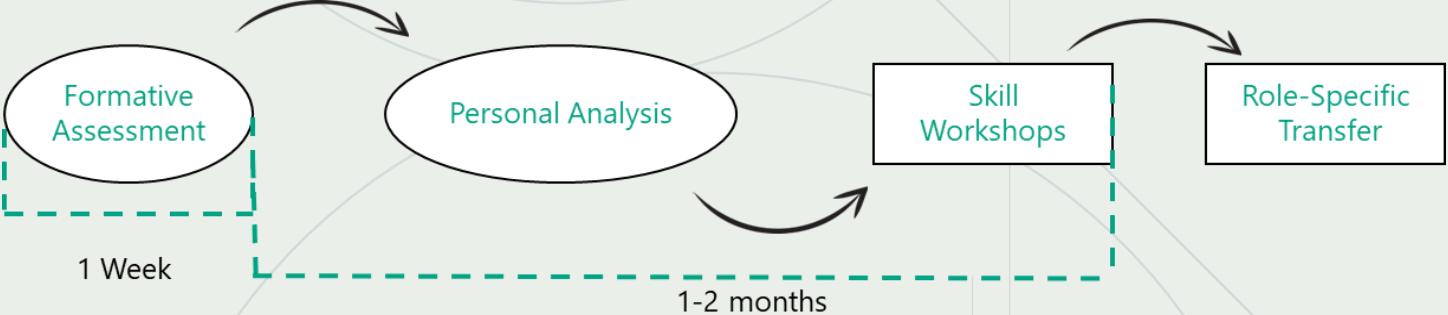 Formative
Assessment
Personal Analysis
Skill
Workshops
Role-Specific
Transfer
1 Week
1-2 months